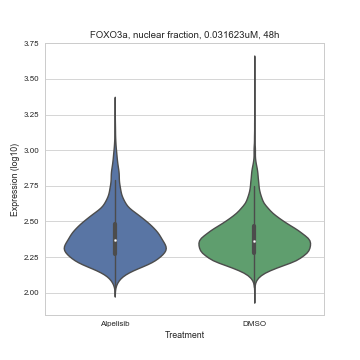 FOXO3a, nuclear fraction, 0.031623uM, 48h
3.75
3.50
3.25
3.00
2.75
2.50
2.25
2.00
Expression (log10)
Alpelisib
DMSO
Treatment